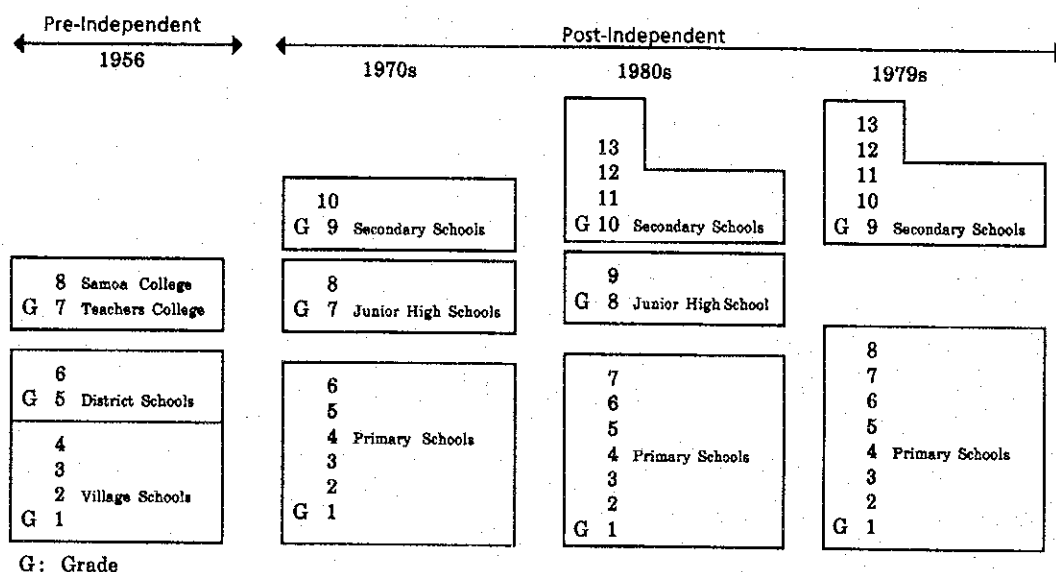 Pre-Independent
Post-Independent
1956
1970s
1980s
1979s
8 Samoa College
G 7 Teachers College
6
G 5 District Schools
4
3
2 Village Schools
G 1
10
G 9 Secondary Schools
8
G 7 Junior High Schools
6
5
4 Primary Schools
3
2
G 1
13
12
11
G 10 Secondary Schools
9
G 8 Junior High School
7
6
5
4 Primary Schools
3
2
G 1
13
12
11
10
G 9 Secondary Schools
8
7
6
5
4 Primary Schools
3
2
G 1
G: Grade